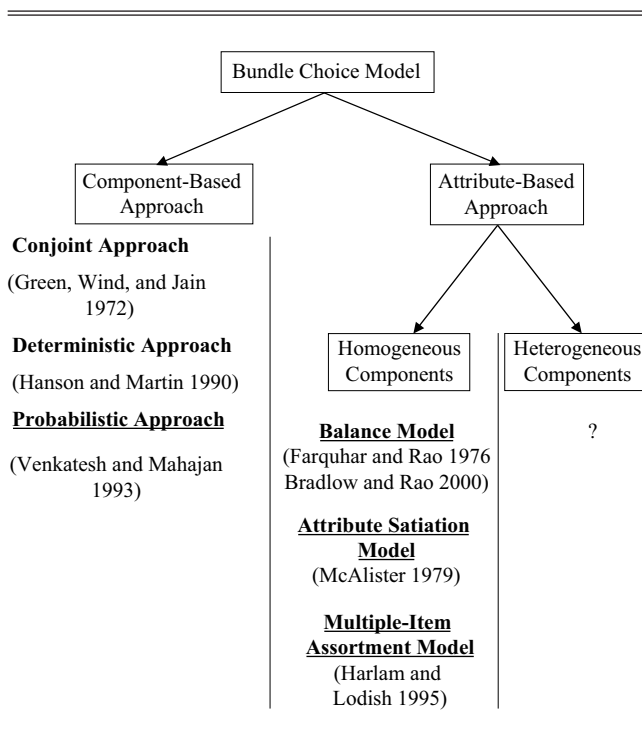 Bundle Choice Model
Component-Based
Approach
Attribute-Based
Approach
Conjoint Approach
(Green, Wind, and Jain
1972)
Deterministic Approach
(Hanson and Martin 1990)
Probabilistic Approach
(Venkatesh and Mahajan
1993)
Homogeneous
Components
Heterogeneous
Components
Balance Model
(Farquhar and Rao 1976
Bradlow and Rao 2000)
Attribute Satiation
Model
(McAlister 1979)
Multiple-Item
Assortment Model
(Harlam and
Lodish 1995)
?